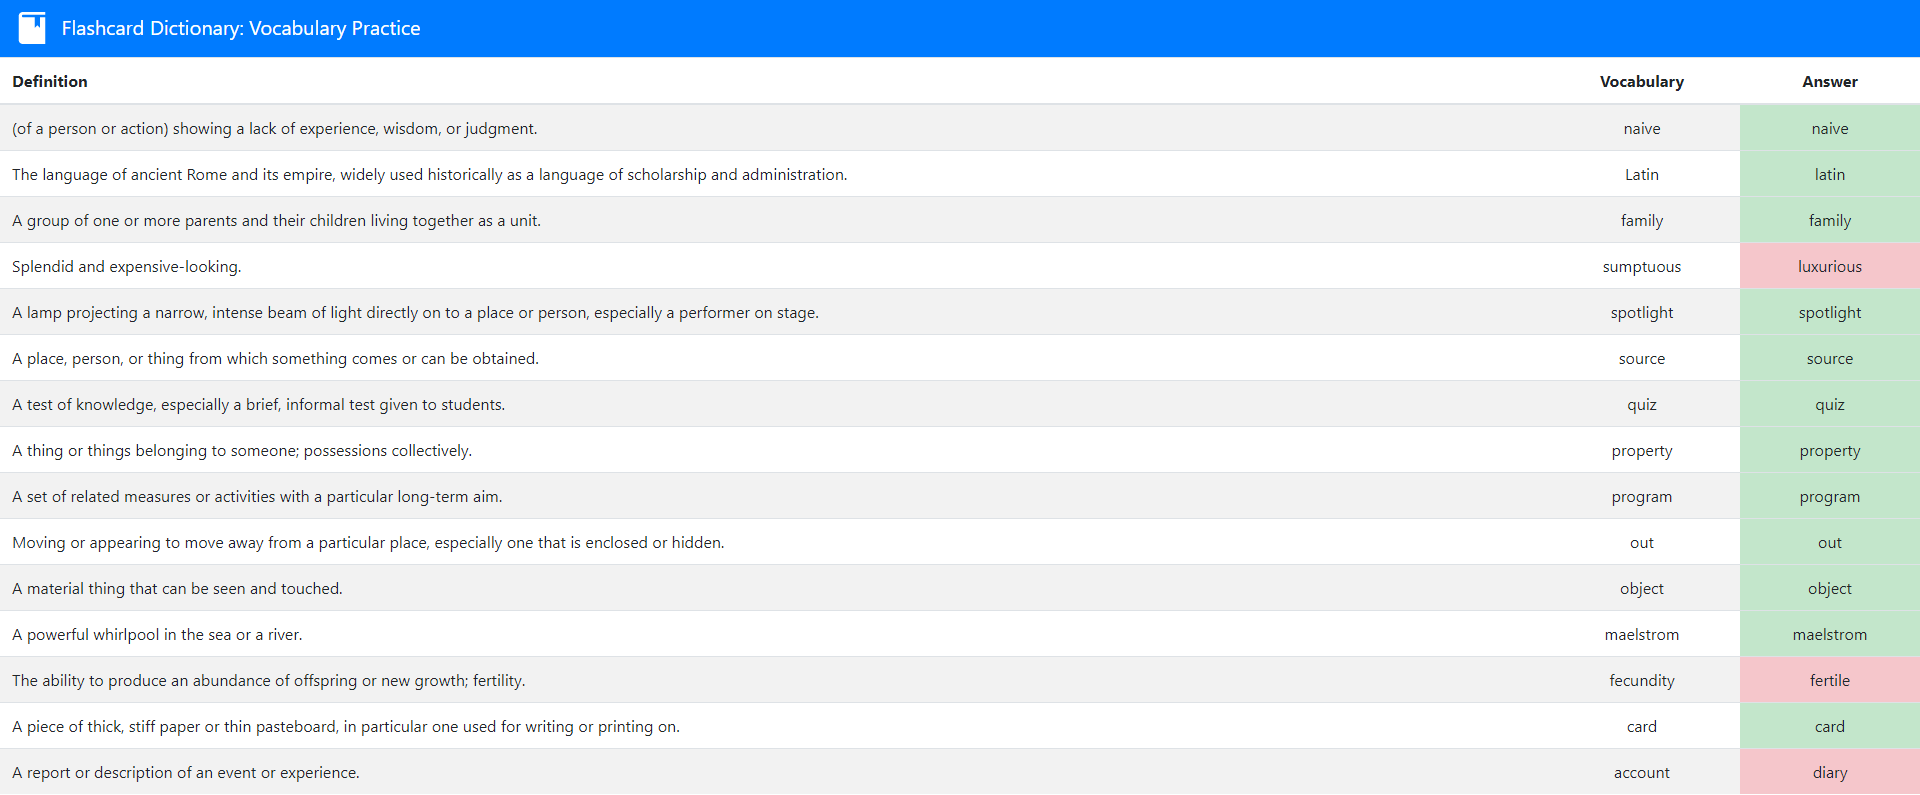 Flashcard Dictionary: Vocabulary Practice
Definition Vocabulary Answer
(of a person or action) showing a lack of experience, wisdom, or judgment. naive naive
The language of ancient Rome and its empire, widely used historically as a language of scholarship and administration. Latin latin
A group of one or more parents and their children living together as a unit. family family
Splendid and expensive-looking. sumptuous luxurious
A lamp projecting a narrow, intense beam of light directly on to a place or person, especially a performer on stage. spotlight spotlight
A place, person, or thing from which something comes or can be obtained. source source
A test of knowledge, especially a brief, informal test given to students. quiz quiz
A thing or things belonging to someone; possessions collectively. property property
A set of related measures or activities with a particular long-term aim. program program
Moving or appearing to move away from a particular place, especially one that is enclosed or hidden. out out
A material thing that can be seen and touched. object object
A powerful whirlpool in the sea or a river. maelstrom maelstrom
The ability to produce an abundance of offspring or new growth; fertility. fecundity fertile
A piece of thick, stiff paper or thin pasteboard, in particular one used for writing or printing on. card card
A report or description of an event or experience. account diary